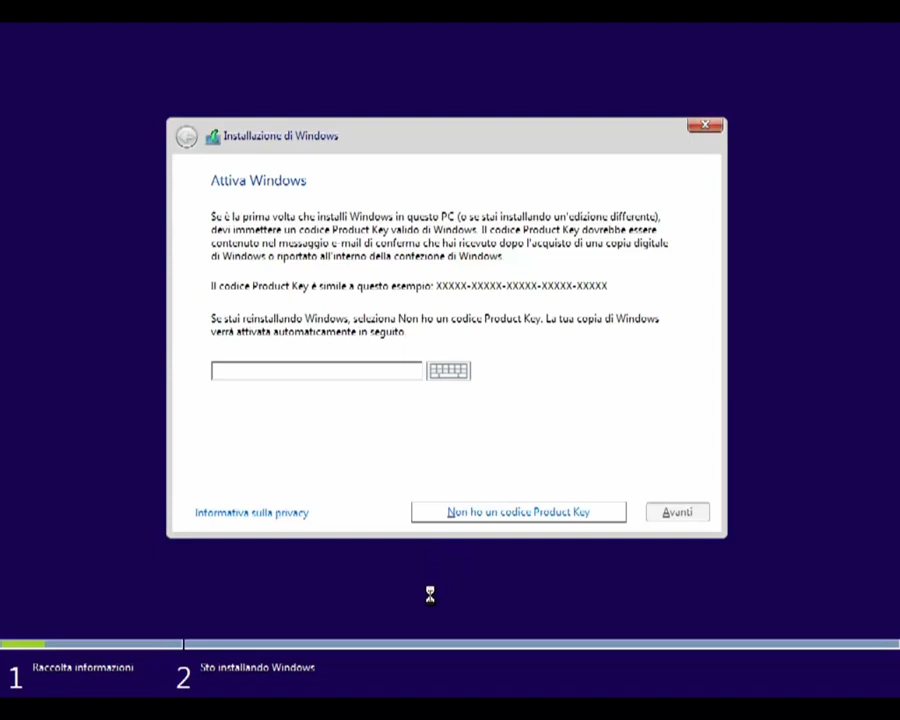 Installazione di Windows
Attiva Windows
Se è la prima volta che installi Windows in questo PC (o se stai installando un'edizione differente),
devi immettere un codice Product Key valido di Windows. Il codice Product Key dovrebbe essere
contenuto nel messaggio e-mail di conferma che hai ricevuto dopo l'acquisto di una copia digitale
di Windows o riportato all'interno della confezione di Windows.
Il codice Product Key è simile a questo esempio: XXXXX-XXXXX-XXXXX-XXXXX-XXXXX
Se stai reinstallando Windows, seleziona Non ho un codice Product Key. La tua copia di Windows
verrà attivata automaticamente in seguito.
Informativa sulla privacy
Non ho un codice Product Key
Avanti
1 Raccolta informazioni
2 Sto installando Windows